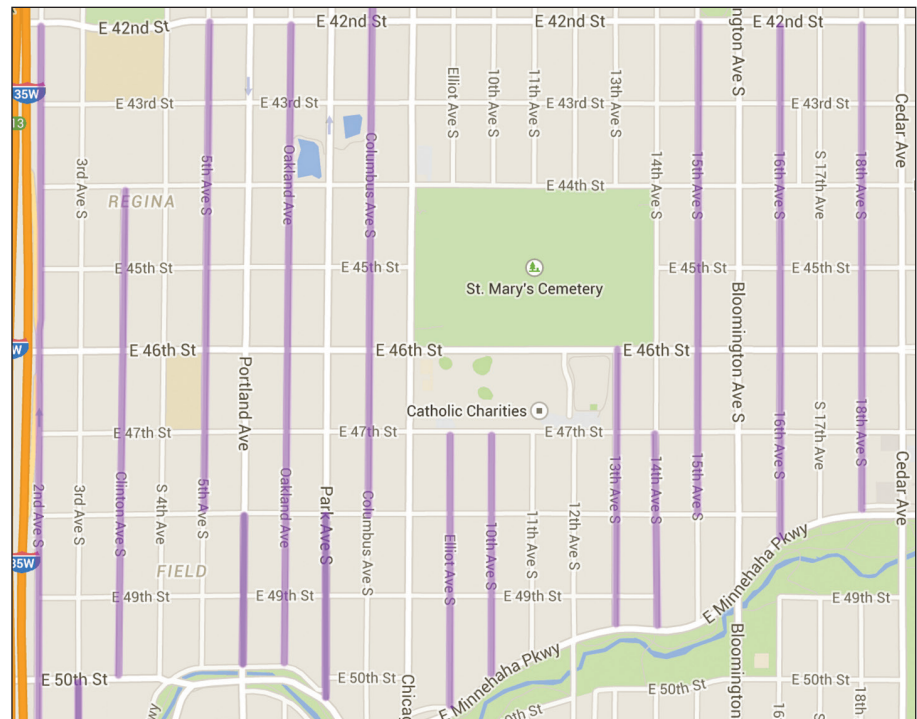 E 42nd St
E 42nd St
E 42nd St
35W
13
E 43rd St
E 43rd St
E 43rd St
E 43rd St
Elliot Ave S
10th Ave S
11th Ave S
13th Ave S
ngton Ave S
Cedar Ave
3rd Ave S
5th Ave S
Oakland Ave
Columbus Ave S
14th Ave S
15th Ave S
16th Ave S
S 17th Ave
18th Ave S
REGINA
E 44th St
E 45th St
E 45th St
E 45th St
E 45th St
St. Mary's Cemetery
Bloomington Ave S
W
E 46th St
E 46th St
E 46th St
Portland Ave
Catholic Charities
E 47th St
E 47th St
E 47th St
16th Ave S
S 17th Ave
18th Ave S
Cedar Ave
2nd Ave S
3rd Ave S
Clinton Ave S
S 4th Ave
5th Ave S
Oakland Ave
Park Ave S
Columbus Ave S
Elliot Ave S
10th Ave S
11th Ave S
12th Ave S
13th Ave S
14th Ave S
15th Ave S
35W
FIELD
E Minnehaha Pkwy
E 49th St
E 49th St
E 49th St
E 49th St
Bloomington
E 50th St
E 50th St
E 50th St
E 50th St
Chicag
E Minnehaha Pkwy
wy
0th St
16
S
18th